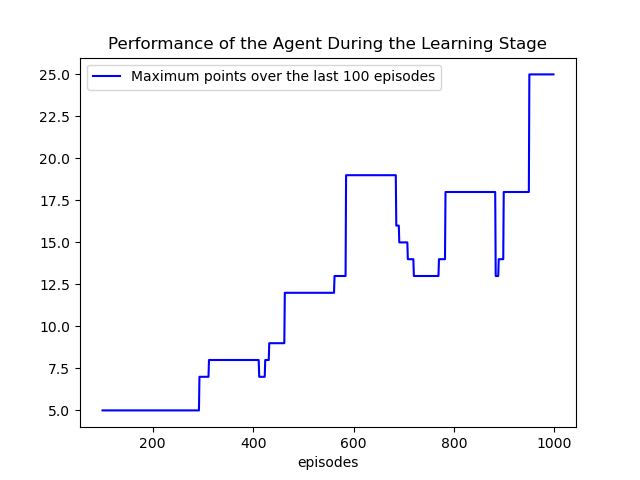 Performance of the Agent During the Learning Stage
Maximum points over the last 100 episodes
25.0
22.5
20.0
17.5
15.0
12.5
10.0
7.5
5.0
200 400 600 800 1000
episodes